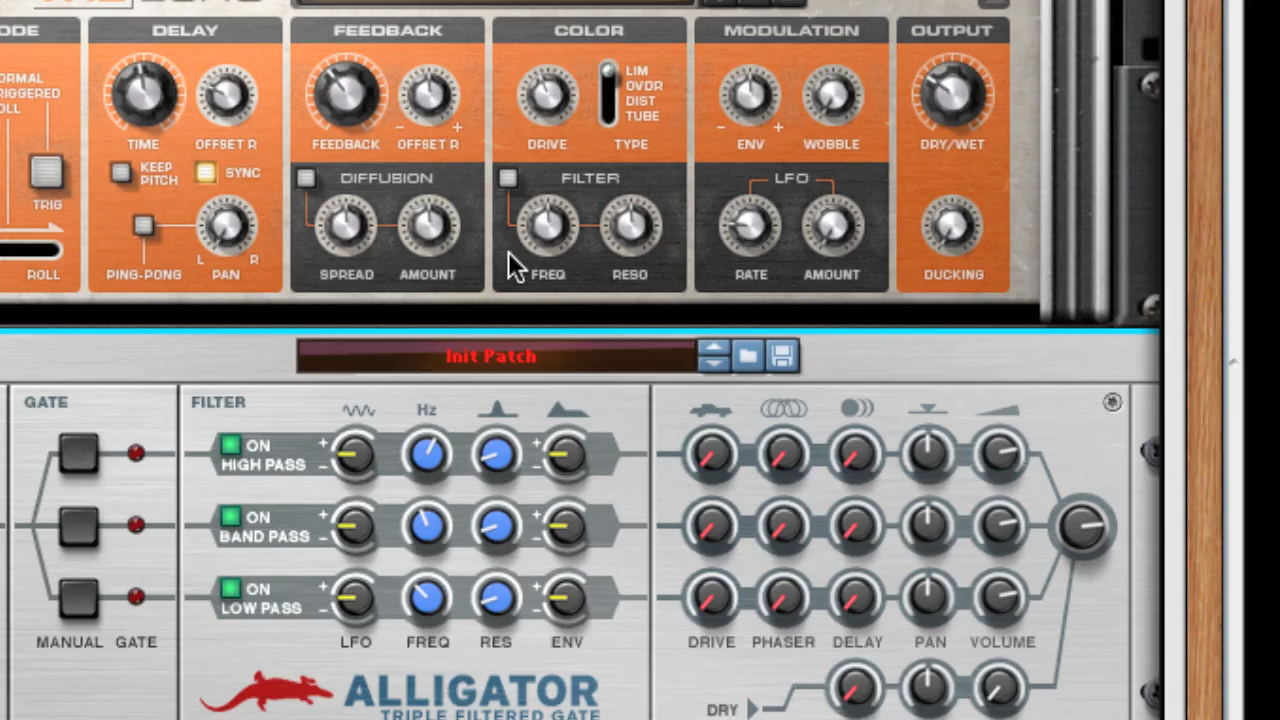 ECHO
ODE
DELAY
FEEDBACK
COLOR
MODULATION
OUTPUT
ORMAL
RIGGERED
OLL
LIM
OVDR
DIST
TUBE
TIME
OFFSET R
FEEDBACK
OFFSET R
DRIVE
TYPE
- ENV +
WOBBLE
DRY/WET
KEEP
PITCH
SYNC
DIFFUSION
FILTER
LFO
TRIG
L R
ROLL
PING-PONG
PAN
SPREAD
AMOUNT
FREQ
RESO
RATE
AMOUNT
DUCKING
Init Patch
GATE
FILTER
Hz
ON
HIGH PASS
ON
BAND PASS
ON
LOW PASS
MANUAL
GATE
LFO
FREQ
RES
ENV
DRIVE
PHASER
DELAY
PAN
VOLUME
ALLIGATOR
TRIPLE FILTERED GATE
DRY